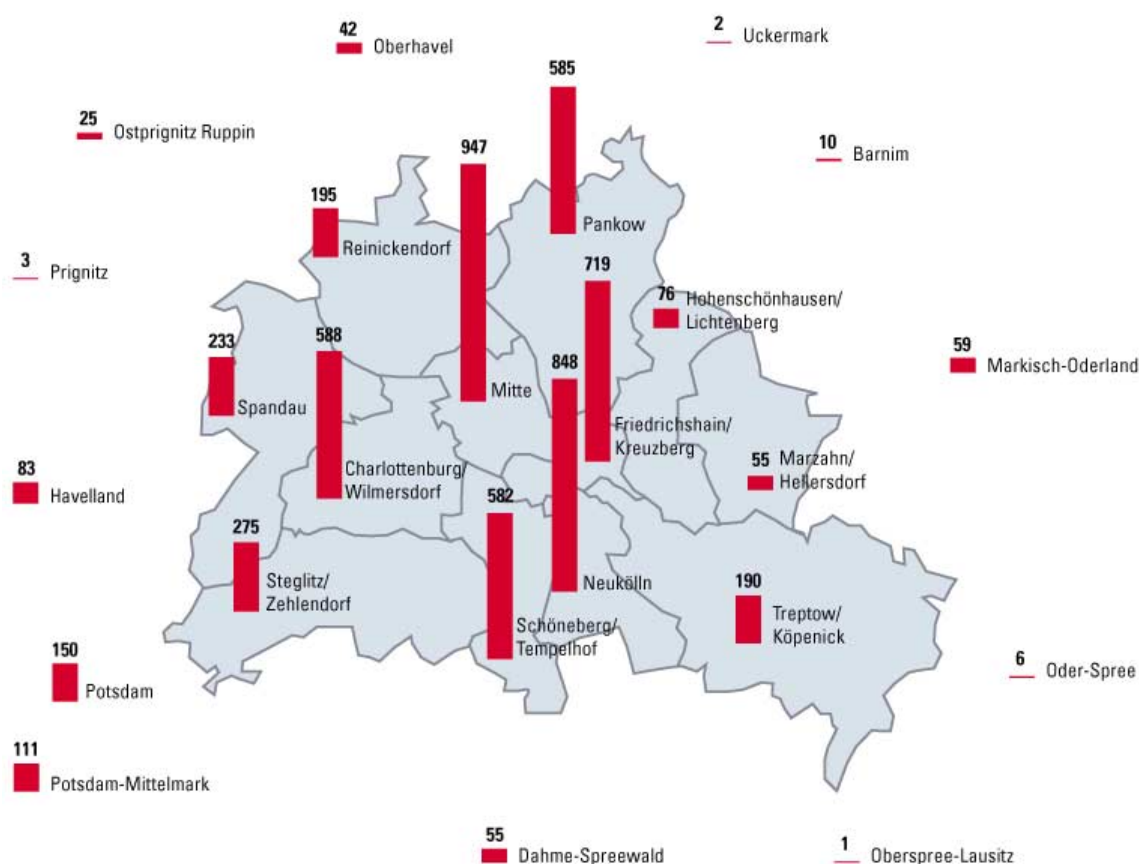 42
Oberhavel
2
Uckermark
585
25
Ostprignitz Ruppin
947
10
Barnim
195
Reinickendorf
Pankow
3
Prignitz
719
76
Hohenschönhausen/
Lichtenberg
233
Spandau
588
Mitte
848
59
Markisch-Oderland
Friedrichshain/
Kreuzberg
83
Havelland
Charlottenburg/
Wilmersdorf
55
Marzahn/
Hellersdorf
582
275
Steglitz/
Zehlendorf
Neukölln
190
Treptow/
Köpenick
Schöneberg/
Tempelhof
150
Potsdam
6
Oder-Spree
111
Potsdam-Mittelmark
55
Dahme-Spreewald
1
Oberspree-Lausitz